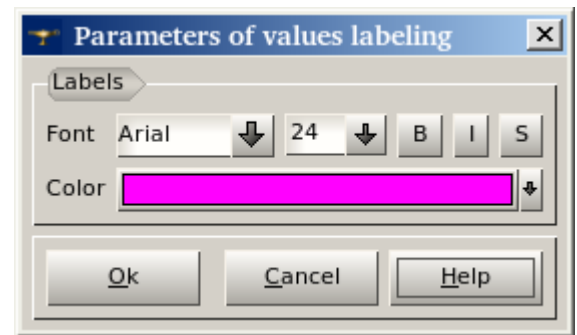 Parameters of values labeling
Labels
Font Arial 24 B I S
Color
Ok Cancel Help